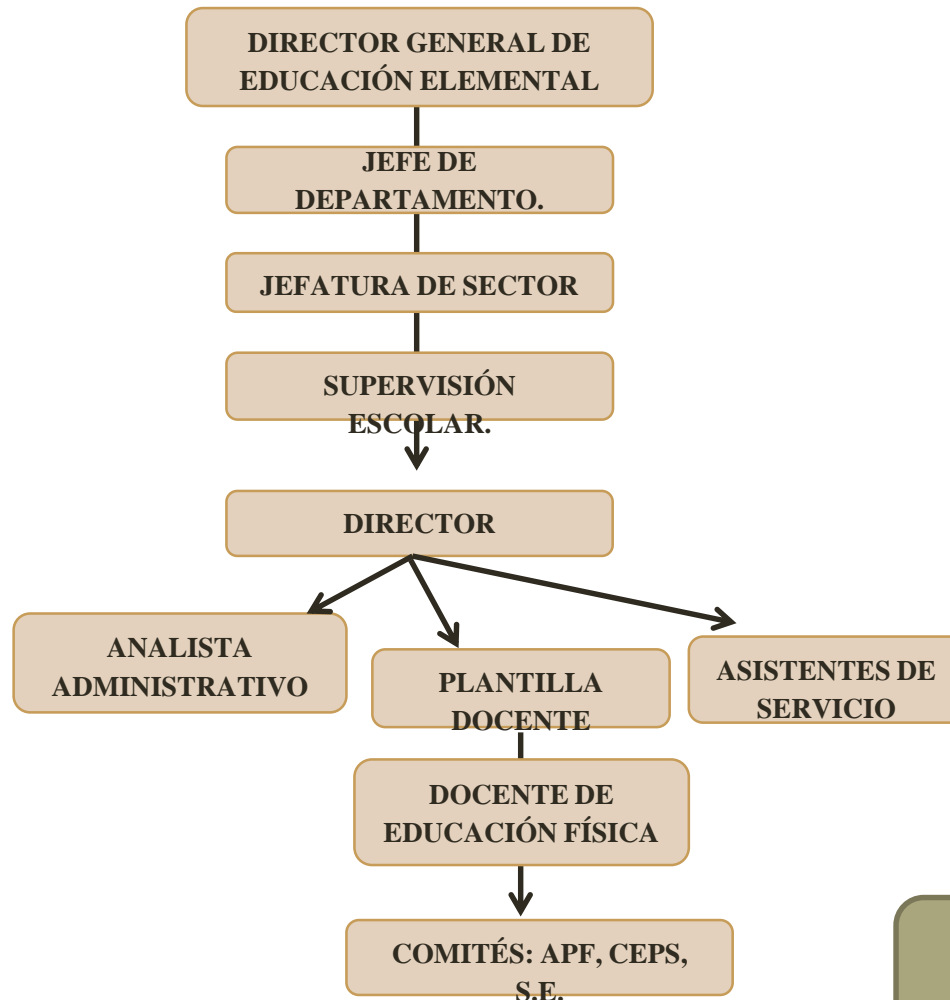 DIRECTOR GENERAL DE
EDUCACIÓN ELEMENTAL
JEFE DE
DEPARTAMENTO.
JEFATURA DE SECTOR
SUPERVISIÓN
ESCOLAR.
DIRECTOR
ANALISTA
ADMINISTRATIVO
PLANTILLA
DOCENTE
ASISTENTES DE
SERVICIO
DOCENTE DE
EDUCACIÓN FÍSICA
COMITÉS: APF, CEPS,
S.E.